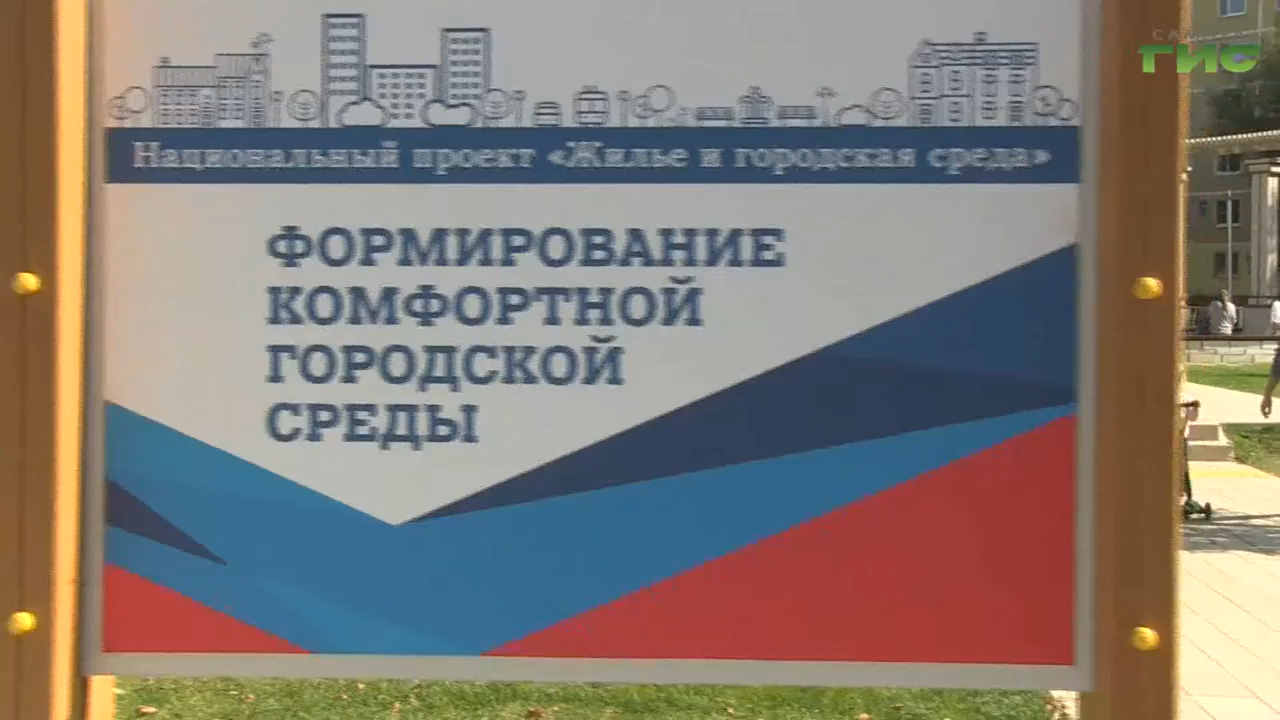 ГИС
Национальный проект «Жилье и городская среда»
ФОРМИРОВАНИЕ
КОМФОРТНОЙ
ГОРОДСКОЙ
СРЕДЫ